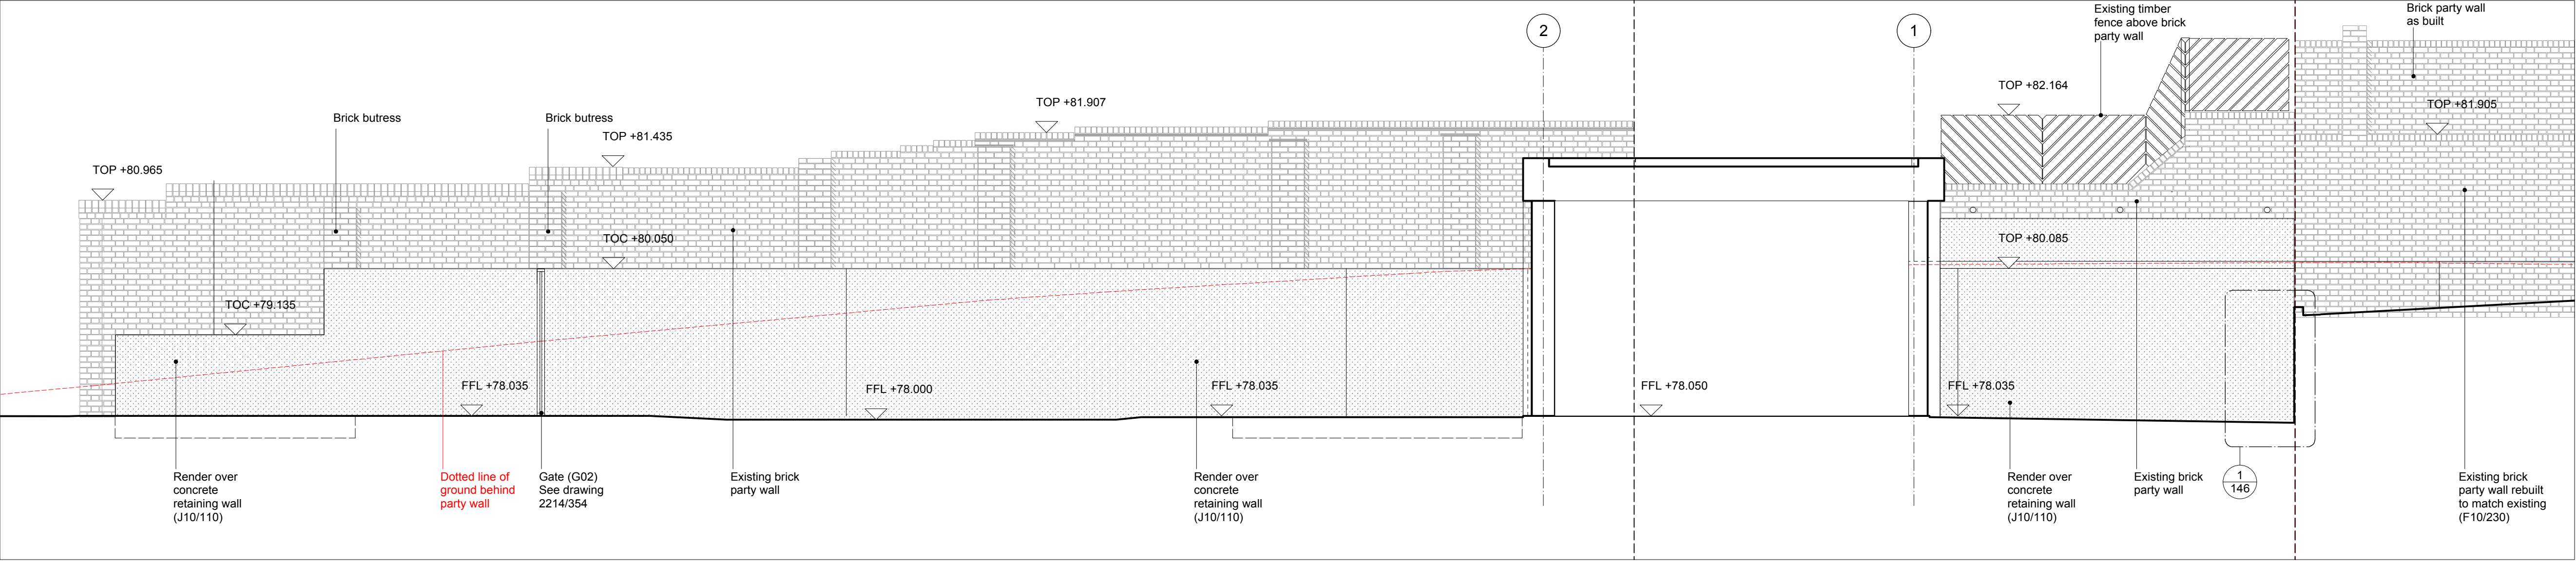 2
1
Existing timber
fence above brick
party wall
Brick party wall
as built
TOP +82.164
TOP +81.907
TOP +81.905
Brick butress
Brick butress
TOP +81.435
TOP +80.965
TOC +80.050
TOP +80.085
TOC +79.135
FFL +78.035
FFL +78.000
FFL +78.035
FFL +78.050
FFL +78.035
Render over
concrete
retaining wall
(J10/110)
Dotted line of
ground behind
party wall
Gate (G02)
See drawing
2214/354
Existing brick
party wall
Render over
concrete
retaining wall
(J10/110)
Render over
concrete
retaining wall
(J10/110)
Existing brick
party wall
1
146
Existing brick
party wall rebuilt
to match existing
(F10/230)